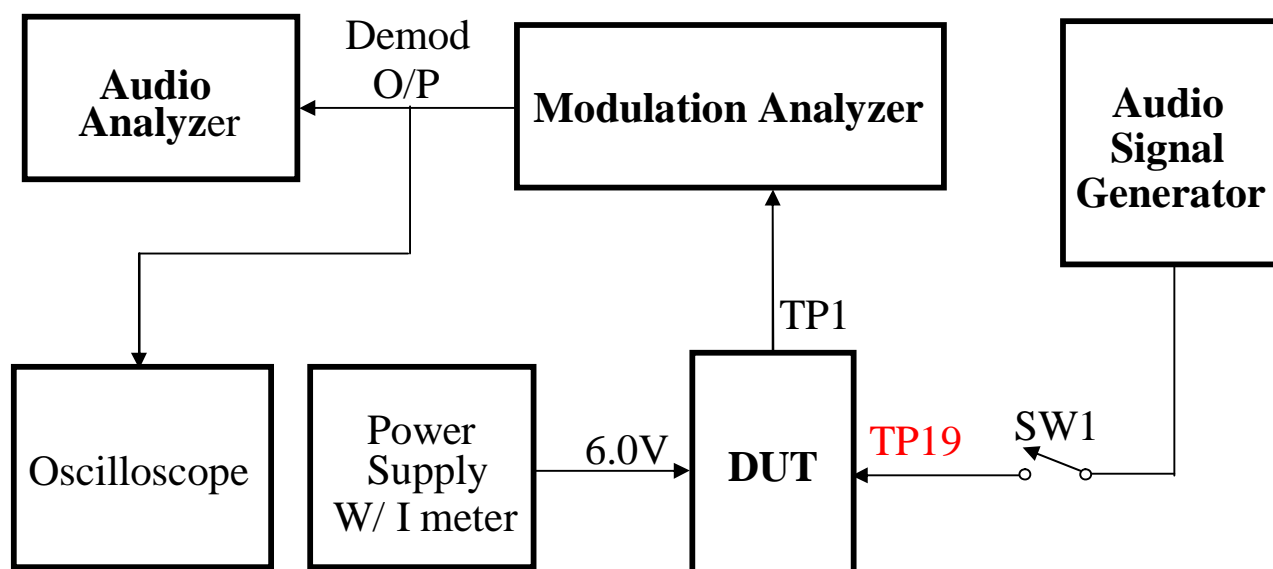 Demod
O/P
Audio
Analyzer
Modulation Analyzer
Audio
Signal
Generator
TP1
Oscilloscope
Power
Supply
W/ I meter
6.0V
DUT
TP19
SW1